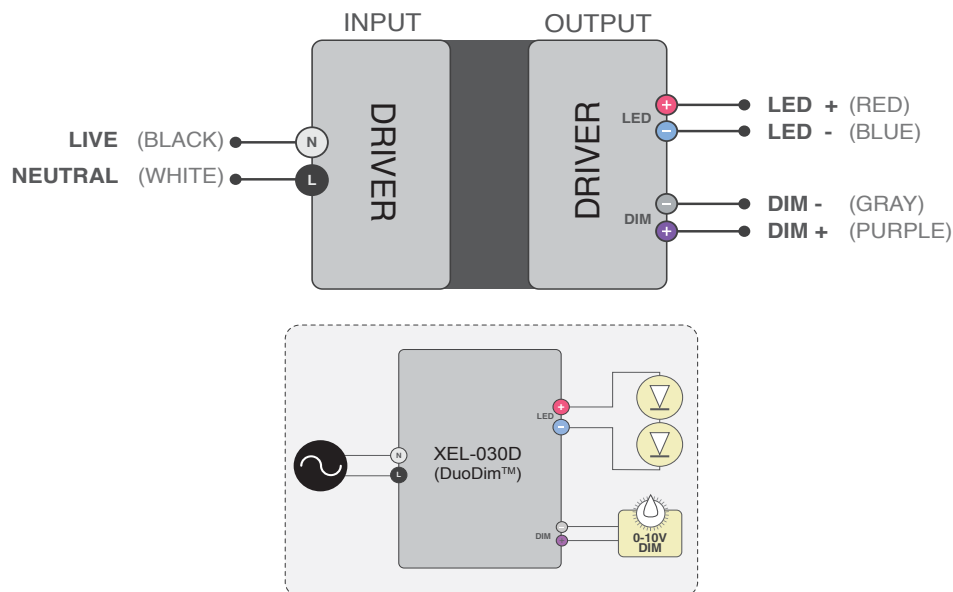 INPUT
OUTPUT
DRIVER
DRIVER
LIVE (BLACK)
N
NEUTRAL (WHITE)
L
LED
+
LED + (RED)
−
LED - (BLUE)
DIM
−
DIM - (GRAY)
+
DIM + (PURPLE)
N
L
XEL-030D
(DuoDim™)
LED
+
−
DIM
−
+
0-10V
DIM